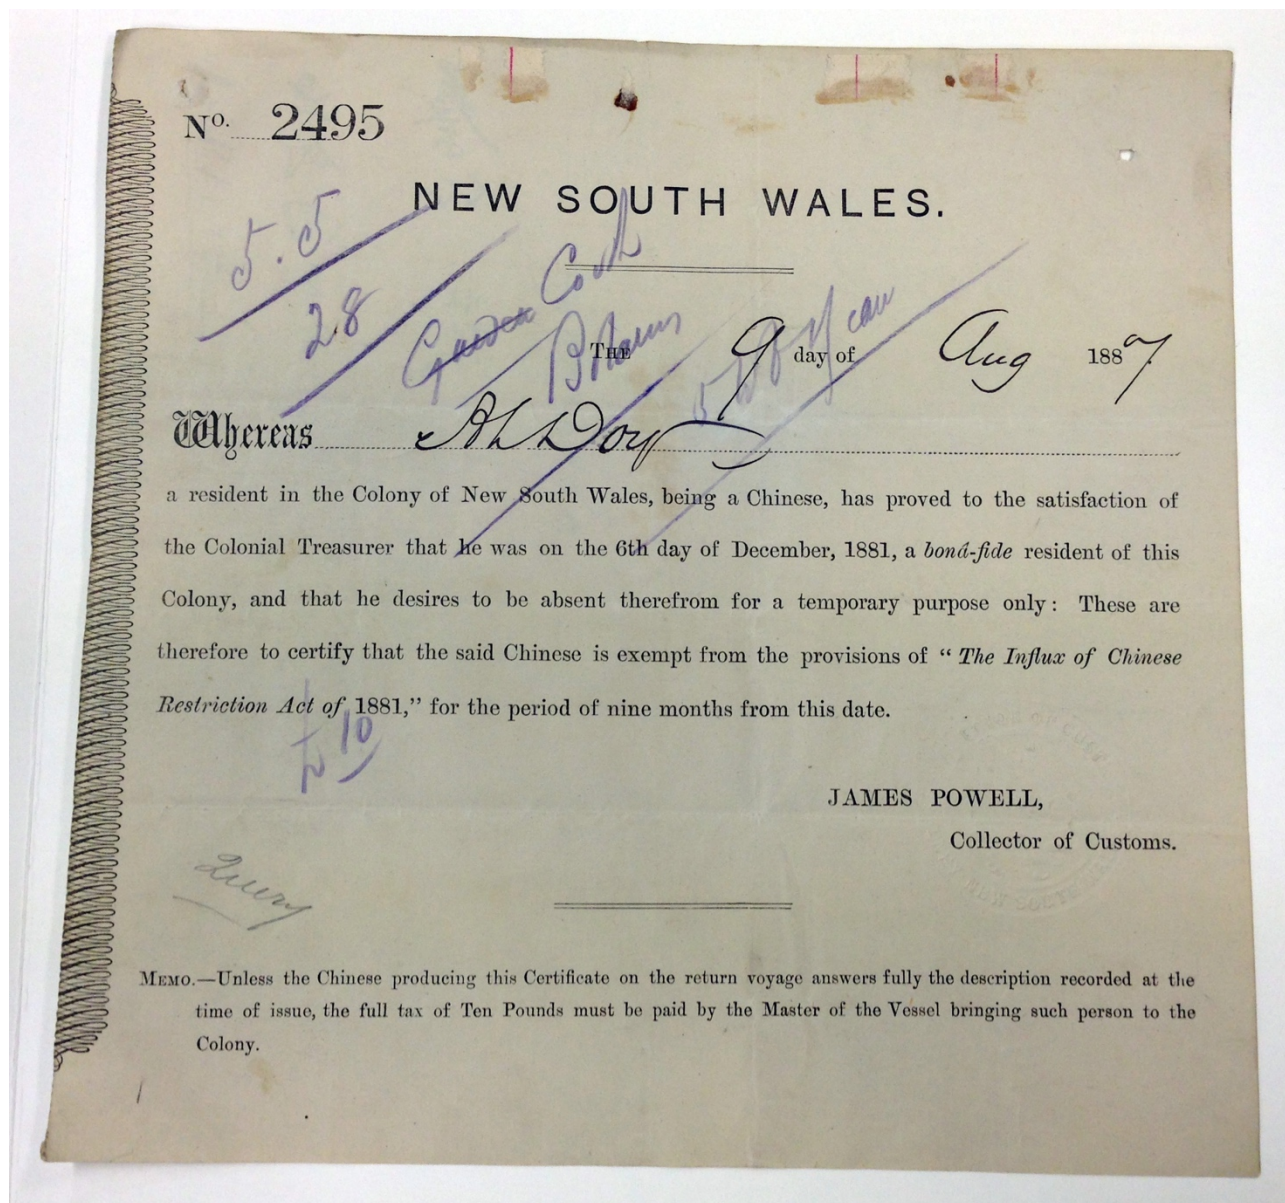 No. 2495
NEW SOUTH WALES.
5.5
28
Garden Cook
THE 9 day of Aug 1887
Whereas Ah Doy
a resident in the Colony of New South Wales, being a Chinese, has proved to the satisfaction of
the Colonial Treasurer that he was on the 6th day of December, 1881, a bonâ-fide resident of this
Colony, and that he desires to be absent therefrom for a temporary purpose only: These are
therefore to certify that the said Chinese is exempt from the provisions of “ The Influx of Chinese
Restriction Act of 1881,” for the period of nine months from this date.
£10
JAMES POWELL,
Collector of Customs.
Query
MEMO.—Unless the Chinese producing this Certificate on the return voyage answers fully the description recorded at the
time of issue, the full tax of Ten Pounds must be paid by the Master of the Vessel bringing such person to the
Colony.